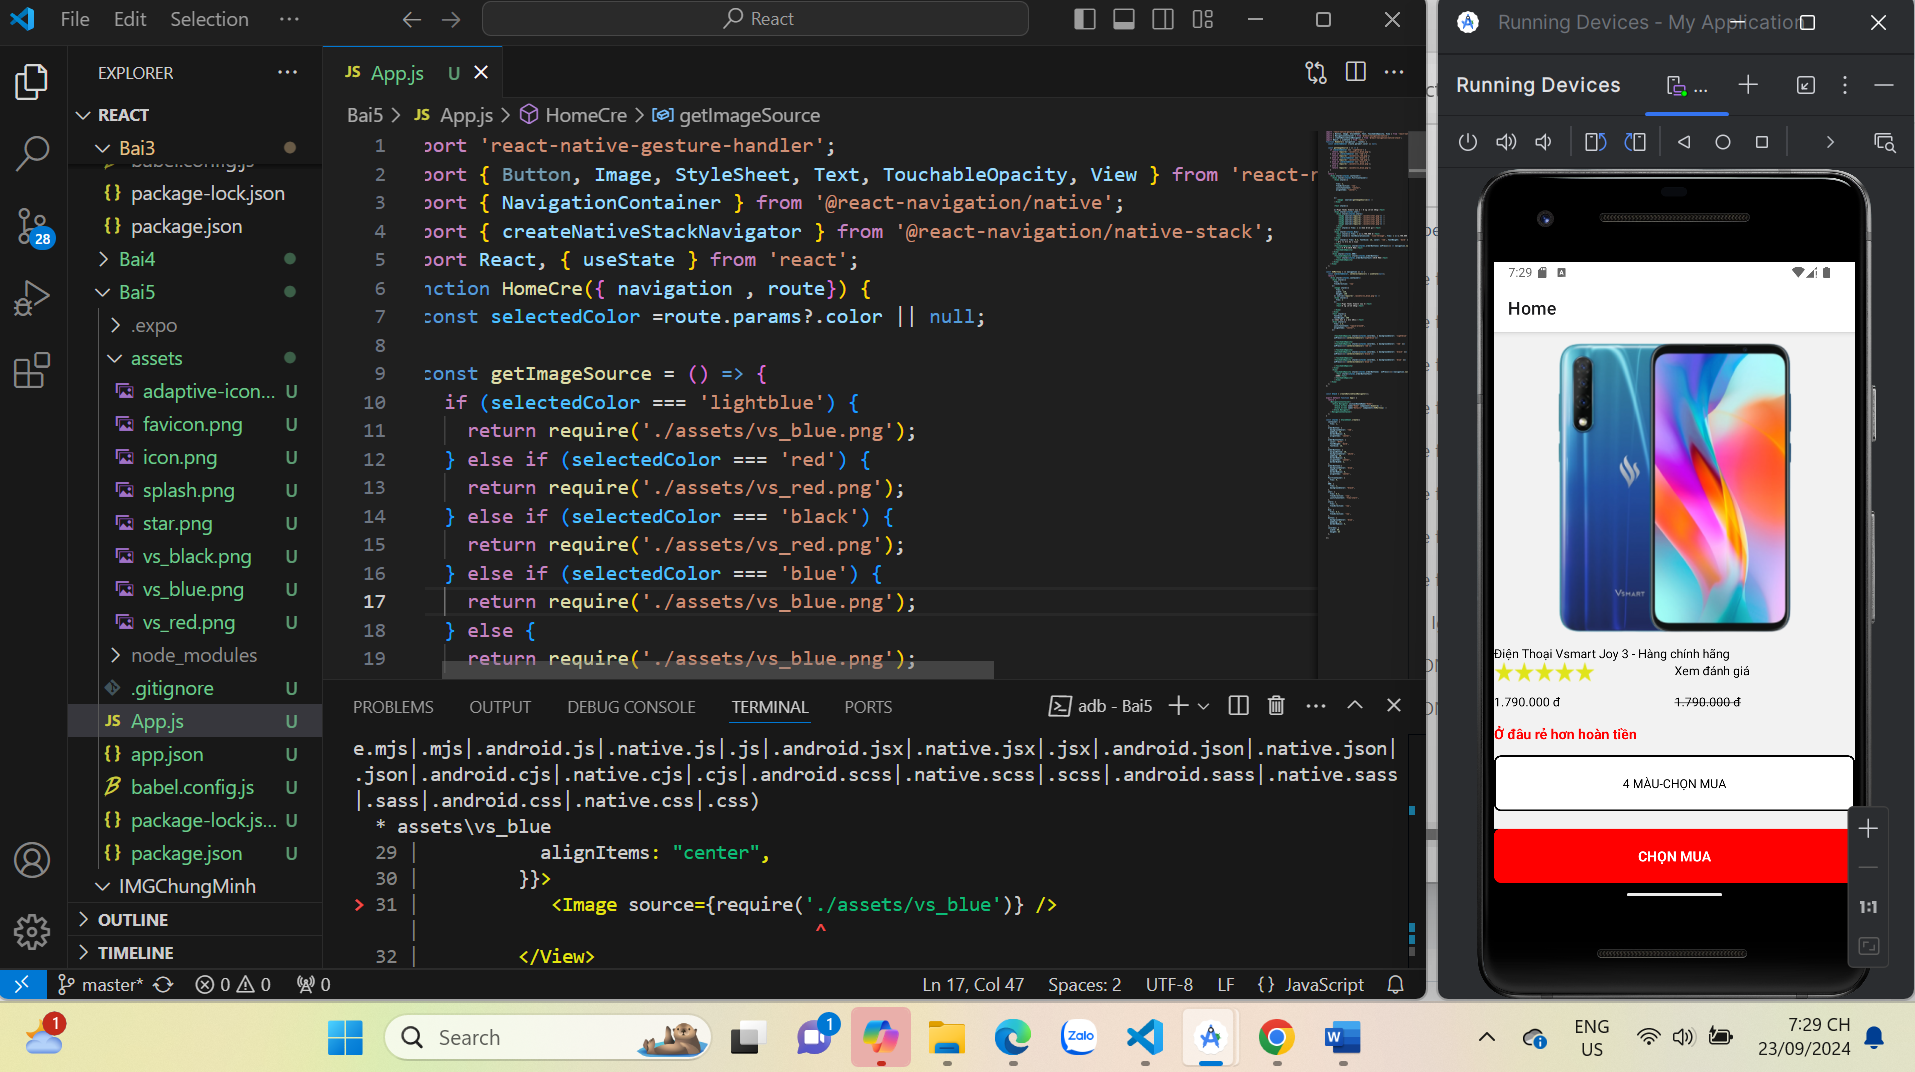 File Edit Selection ···
React
EXPLORER
REACT
Bai3
babel.config.js
package-lock.json
package.json
Bai4
Bai5
.expo
assets
adaptive-icon... U
favicon.png U
icon.png U
splash.png U
star.png U
vs_black.png U
vs_blue.png U
vs_red.png U
node_modules
.gitignore U
JS App.js U
{} app.json U
babel.config.js U
{} package-lock.js... U
{} package.json U
IMGChungMinh
OUTLINE
TIMELINE
28
JS App.js U
Bai5 > JS App.js > HomeCre > getImageSource
1 port 'react-native-gesture-handler';
2 port { Button, Image, StyleSheet, Text, TouchableOpacity, View } from 'react-n
3 port { NavigationContainer } from '@react-navigation/native';
4 port { createNativeStackNavigator } from '@react-navigation/native-stack';
5 port React, { useState } from 'react';
6 nction HomeCre({ navigation , route}) {
7 const selectedColor =route.params?.color || null;
8
9 const getImageSource = () => {
10 if (selectedColor === 'lightblue') {
11 return require('./assets/vs_blue.png');
12 } else if (selectedColor === 'red') {
13 return require('./assets/vs_red.png');
14 } else if (selectedColor === 'black') {
15 return require('./assets/vs_red.png');
16 } else if (selectedColor === 'blue') {
17 return require('./assets/vs_blue.png');
18 } else {
19 return require('./assets/vs_blue.png');
PROBLEMS OUTPUT DEBUG CONSOLE TERMINAL PORTS adb - Bai5
e.mjs|.mjs|.android.js|.native.js|.js|.android.jsx|.native.jsx|.jsx|.android.json|.native.json|
.json|.android.cjs|.native.cjs|.cjs|.android.scss|.native.scss|.scss|.android.sass|.native.sass
|.sass|.android.css|.native.css|.css)
* assets\vs_blue
29 | alignItems: "center",
30 | }}>
> 31 | <Image source={require('./assets/vs_blue')} />
| ^
32 | </View>
master* 0 0 0 Ln 17, Col 47 Spaces: 2 UTF-8 LF {} JavaScript
Running Devices - My Application
Running Devices
7:29
Home
VSMART
Điện Thoại Vsmart Joy 3 - Hàng chính hãng
Xem đánh giá
1.790.000 đ 1.790.000 đ
Ở đâu rẻ hơn hoàn tiền
4 MÀU-CHỌN MUA
CHỌN MUA
1:1
1
Search
1
Zalo
ENG
US
7:29 CH
23/09/2024